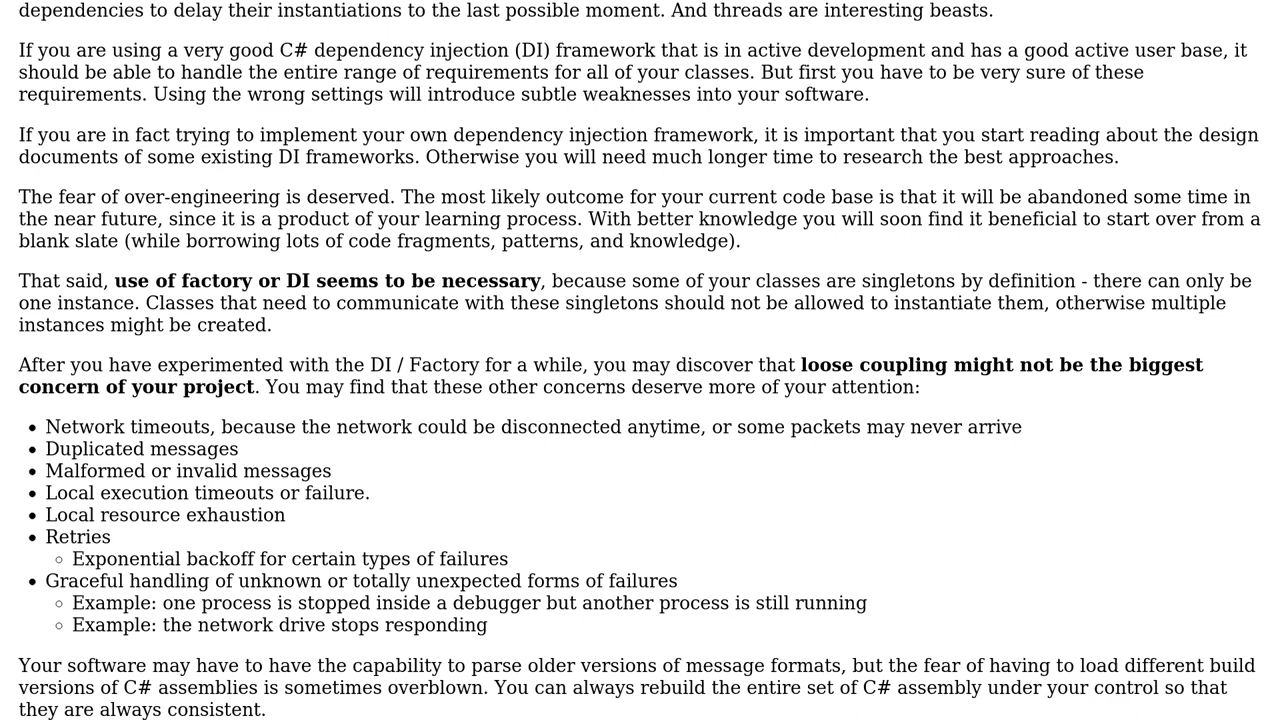 dependencies to delay their instantiations to the last possible moment. And threads are interesting beasts.
If you are using a very good C# dependency injection (DI) framework that is in active development and has a good active user base, it
should be able to handle the entire range of requirements for all of your classes. But first you have to be very sure of these
requirements. Using the wrong settings will introduce subtle weaknesses into your software.
If you are in fact trying to implement your own dependency injection framework, it is important that you start reading about the design
documents of some existing DI frameworks. Otherwise you will need much longer time to research the best approaches.
The fear of over-engineering is deserved. The most likely outcome for your current code base is that it will be abandoned some time in
the near future, since it is a product of your learning process. With better knowledge you will soon find it beneficial to start over from a
blank slate (while borrowing lots of code fragments, patterns, and knowledge).
That said, use of factory or DI seems to be necessary, because some of your classes are singletons by definition - there can only be
one instance. Classes that need to communicate with these singletons should not be allowed to instantiate them, otherwise multiple
instances might be created.
After you have experimented with the DI / Factory for a while, you may discover that loose coupling might not be the biggest
concern of your project. You may find that these other concerns deserve more of your attention:
• Network timeouts, because the network could be disconnected anytime, or some packets may never arrive
• Duplicated messages
• Malformed or invalid messages
• Local execution timeouts or failure.
• Local resource exhaustion
• Retries
◦ Exponential backoff for certain types of failures
• Graceful handling of unknown or totally unexpected forms of failures
◦ Example: one process is stopped inside a debugger but another process is still running
◦ Example: the network drive stops responding
Your software may have to have the capability to parse older versions of message formats, but the fear of having to load different build
versions of C# assemblies is sometimes overblown. You can always rebuild the entire set of C# assembly under your control so that
they are always consistent.